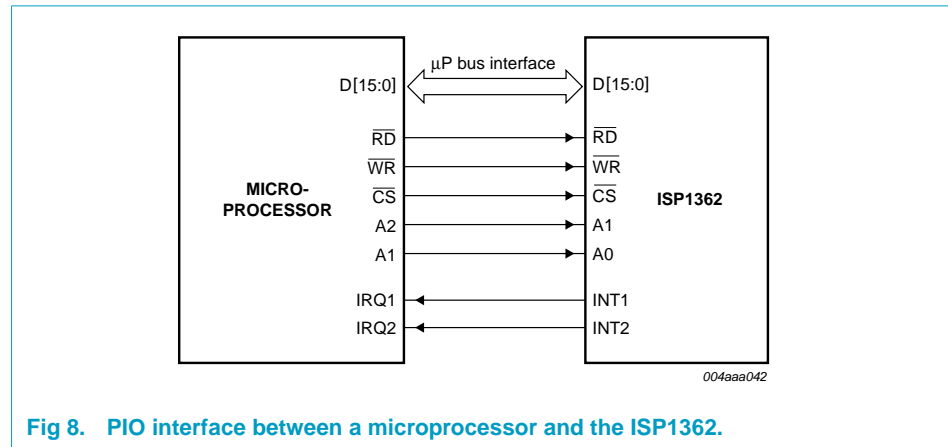 μP bus interface
D[15:0] D[15:0]
RD RD
WR WR
MICRO-
PROCESSOR
CS CS
ISP1362
A2 A1
A1 A0
IRQ1 INT1
IRQ2 INT2
004aaa042
Fig 8. PIO interface between a microprocessor and the ISP1362.